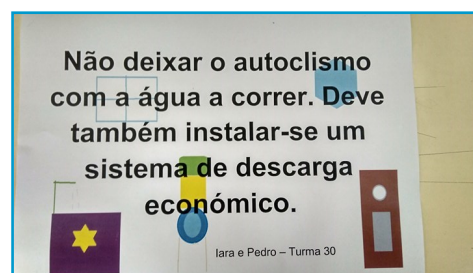 Não deixar o autoclismo
com a água a correr. Deve
também instalar-se um
sistema de descarga
económico.
Iara e Pedro – Turma 30